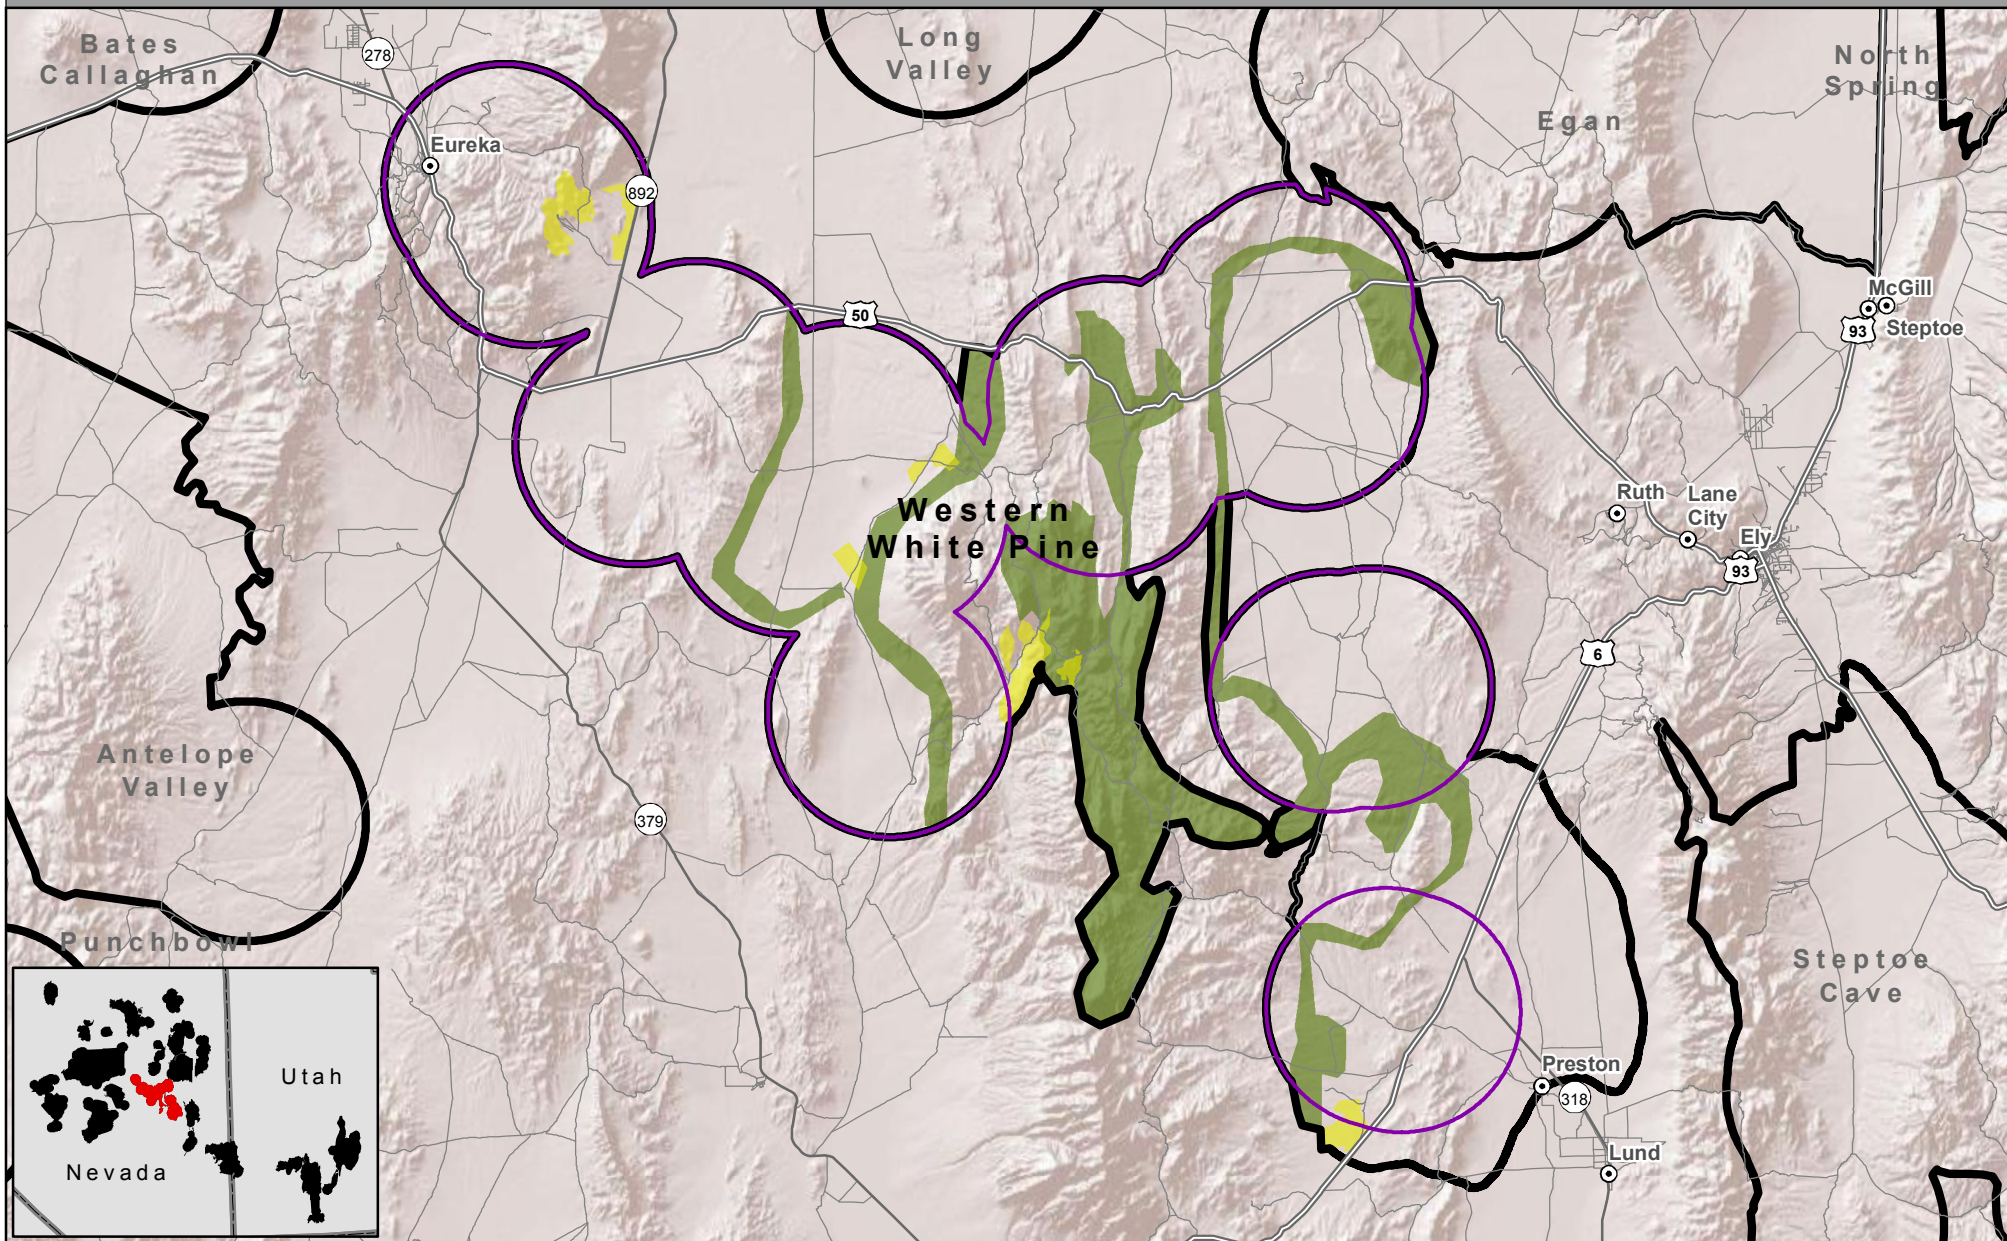 Bates
Callaghan
278
Long
Valley
North
Spring
Egan
Eureka
892
McGill
50
93
Steptoe
Western
White Pine
Ruth
Lane
City
Ely
93
6
Antelope
Valley
379
Punchbowl
Steptoe
Cave
Utah
Nevada
Preston
318
Lund